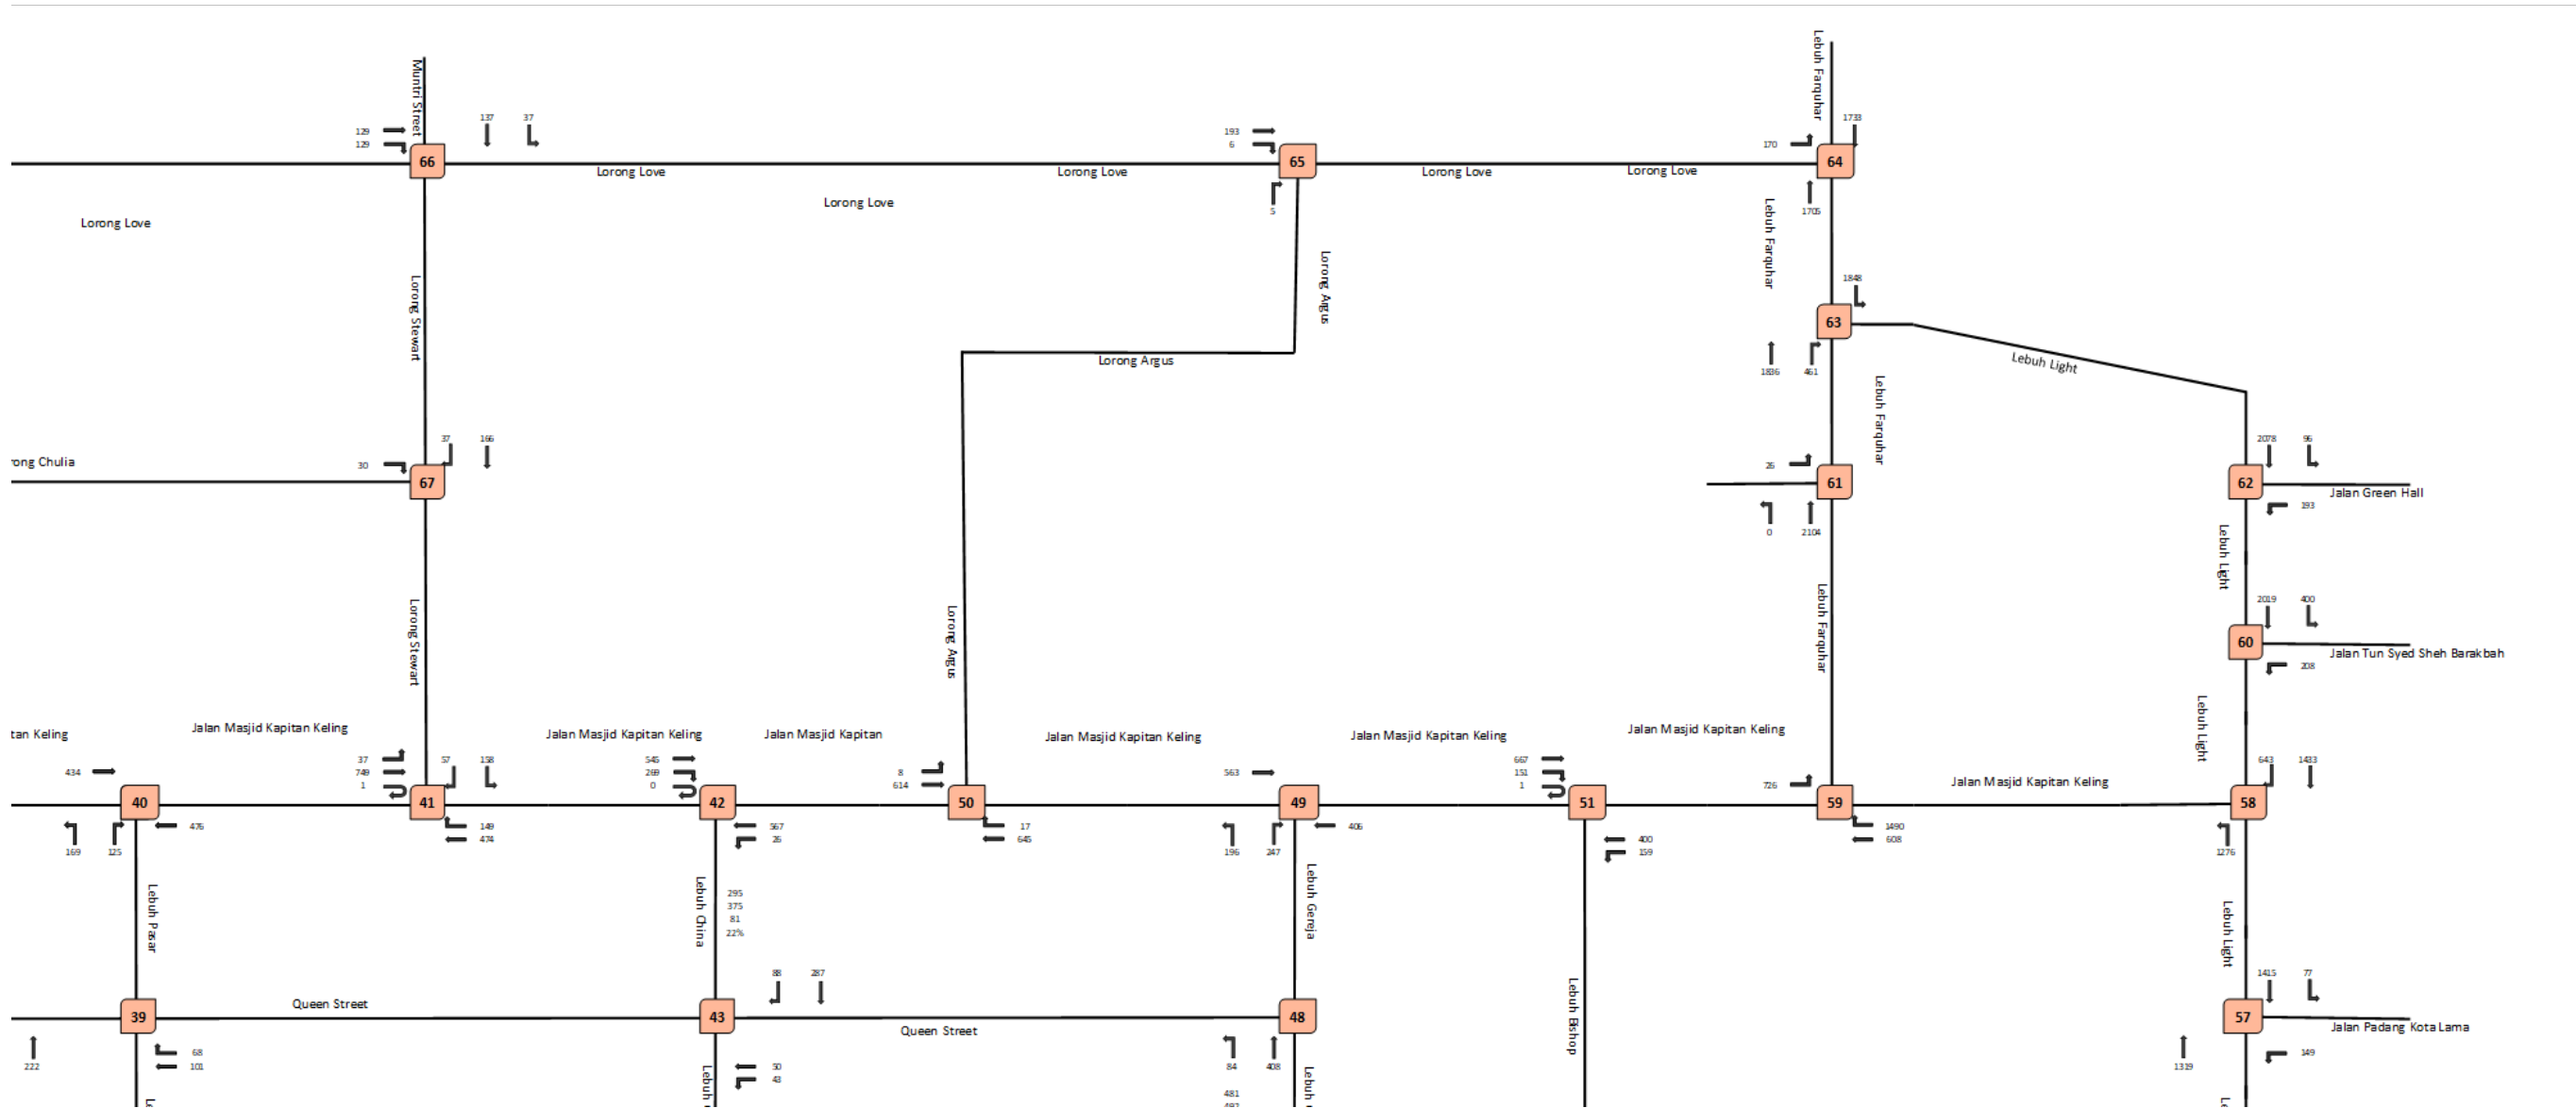 Muntri Street
Lebuh Farquhar
137 37
1733
129
129
193
6
170
66
65
64
Lorong Love
Lorong Love
Lorong Love
Lorong Love
Lorong Love
Lorong Love
5
1705
Lebuh Farquhar
Lorong Argus
Lorong Stewart
1848
63
Lorong Argus
Lebuh Light
1836 461
Lebuh Farquhar
37 166
2078 96
rong Chulia
30
26
67
61
62
Jalan Green Hall
193
0 2104
Lebuh Light
Lorong Stewart
Lorong Argus
Lebuh Farquhar
2019 400
60
Jalan Tun Syed Sheh Barakbah
208
Lebuh Light
tan Keling
Jalan Masjid Kapitan Keling
Jalan Masjid Kapitan Keling
Jalan Masjid Kapitan
Jalan Masjid Kapitan Keling
Jalan Masjid Kapitan Keling
Jalan Masjid Kapitan Keling
Jalan Masjid Kapitan Keling
434
37
749
1
57 158
545
269
0
8
614
563
667
151
1
726
643 1433
40
41
42
50
49
51
59
58
169 125
476
149
474
567
26
17
645
196 247
406
400
159
1490
608
1276
Lebuh Pasar
Lebuh China
295
375
81
22%
Lebuh Gereja
Lebuh Bishop
Lebuh Light
88 287
1415 77
39
Queen Street
43
Queen Street
48
57
Jalan Padang Kota Lama
222
68
101
50
43
84 408
1319
149
Lebuh
Lebuh
481